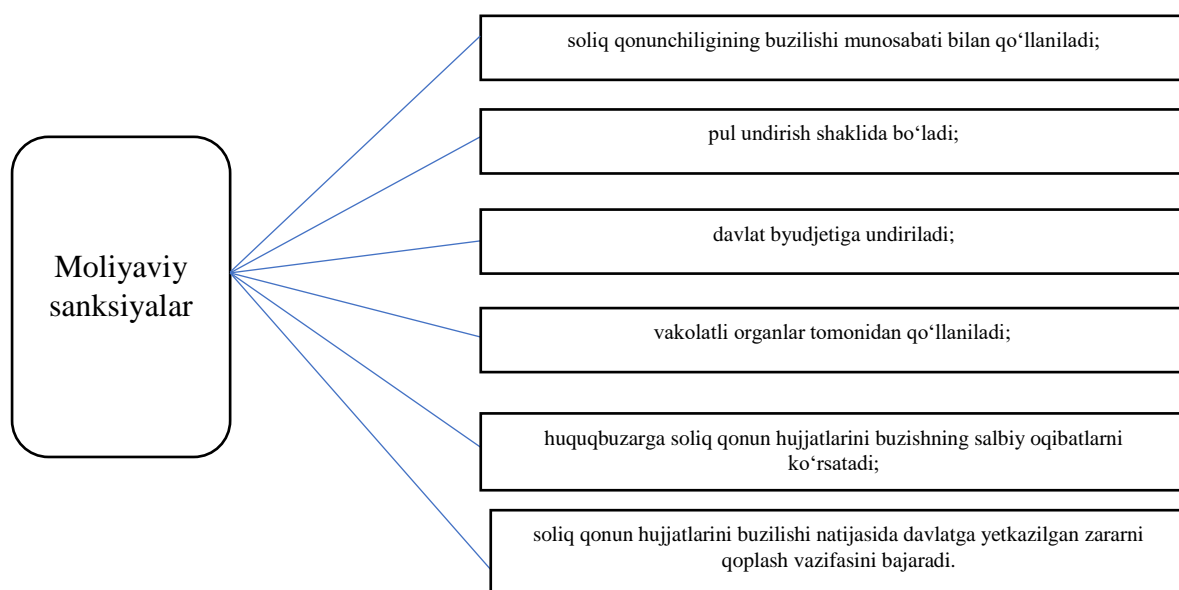 soliq qonunchiligining buzilishi munosabati bilan qo‘llaniladi;
pul undirish shaklida bo‘ladi;
davlat byudjetiga undiriladi;
Moliyaviy
sanksiyalar
vakolatli organlar tomonidan qo‘llaniladi;
huquqbuzarga soliq qonun hujjatlarini buzishning salbiy oqibatlarni
ko‘rsatadi;
soliq qonun hujjatlarini buzilishi natijasida davlatga yetkazilgan zararni
qoplash vazifasini bajaradi.